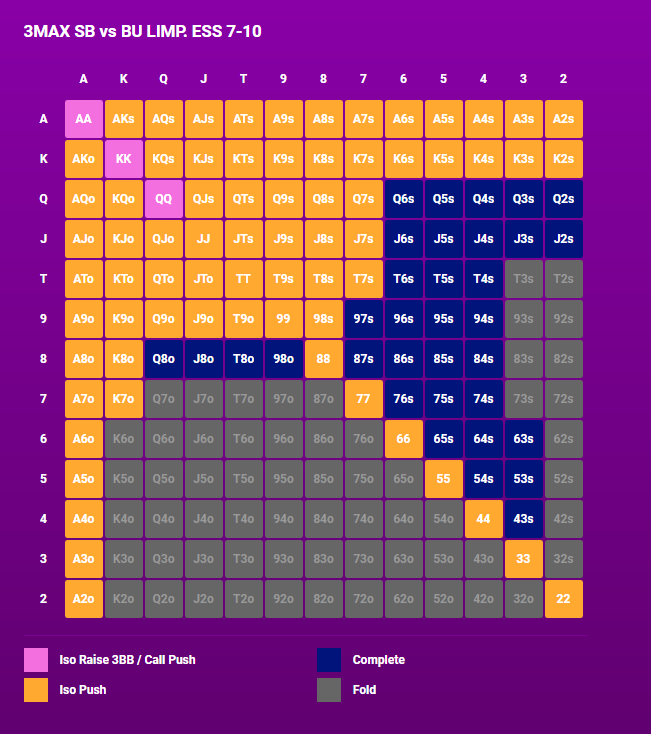 3MAX SB vs BU LIMP. ESS 7-10
A K Q J T 9 8 7 6 5 4 3 2
A AA AKs AQs AJs ATs A9s A8s A7s A6s A5s A4s A3s A2s
K AKo KK KQs KJs KTs K9s K8s K7s K6s K5s K4s K3s K2s
Q AQo KQo QQ QJs QTs Q9s Q8s Q7s Q6s Q5s Q4s Q3s Q2s
J AJo KJo QJo JJ JTs J9s J8s J7s J6s J5s J4s J3s J2s
T ATo KTo QTo JTo TT T9s T8s T7s T6s T5s T4s T3s T2s
9 A9o K9o Q9o J9o T9o 99 98s 97s 96s 95s 94s 93s 92s
8 A8o K8o Q8o J8o T8o 98o 88 87s 86s 85s 84s 83s 82s
7 A7o K7o Q7o J7o T7o 97o 87o 77 76s 75s 74s 73s 72s
6 A6o K6o Q6o J6o T6o 96o 86o 76o 66 65s 64s 63s 62s
5 A5o K5o Q5o J5o T5o 95o 85o 75o 65o 55 54s 53s 52s
4 A4o K4o Q4o J4o T4o 94o 84o 74o 64o 54o 44 43s 42s
3 A3o K3o Q3o J3o T3o 93o 83o 73o 63o 53o 43o 33 32s
2 A2o K2o Q2o J2o T2o 92o 82o 72o 62o 52o 42o 32o 22
Iso Raise 3BB / Call Push Complete
Iso Push Fold